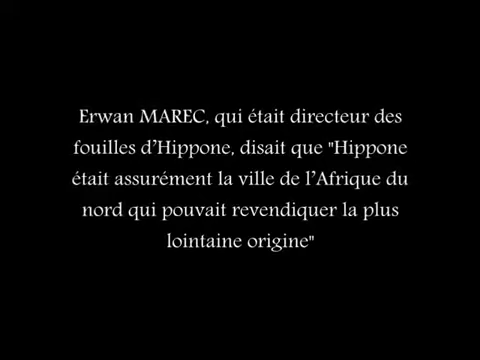 Erwan MAREC, qui était directeur des
fouilles d’Hippone, disait que "Hippone
était assurément la ville de l’Afrique du
nord qui pouvait revendiquer la plus
lointaine origine"